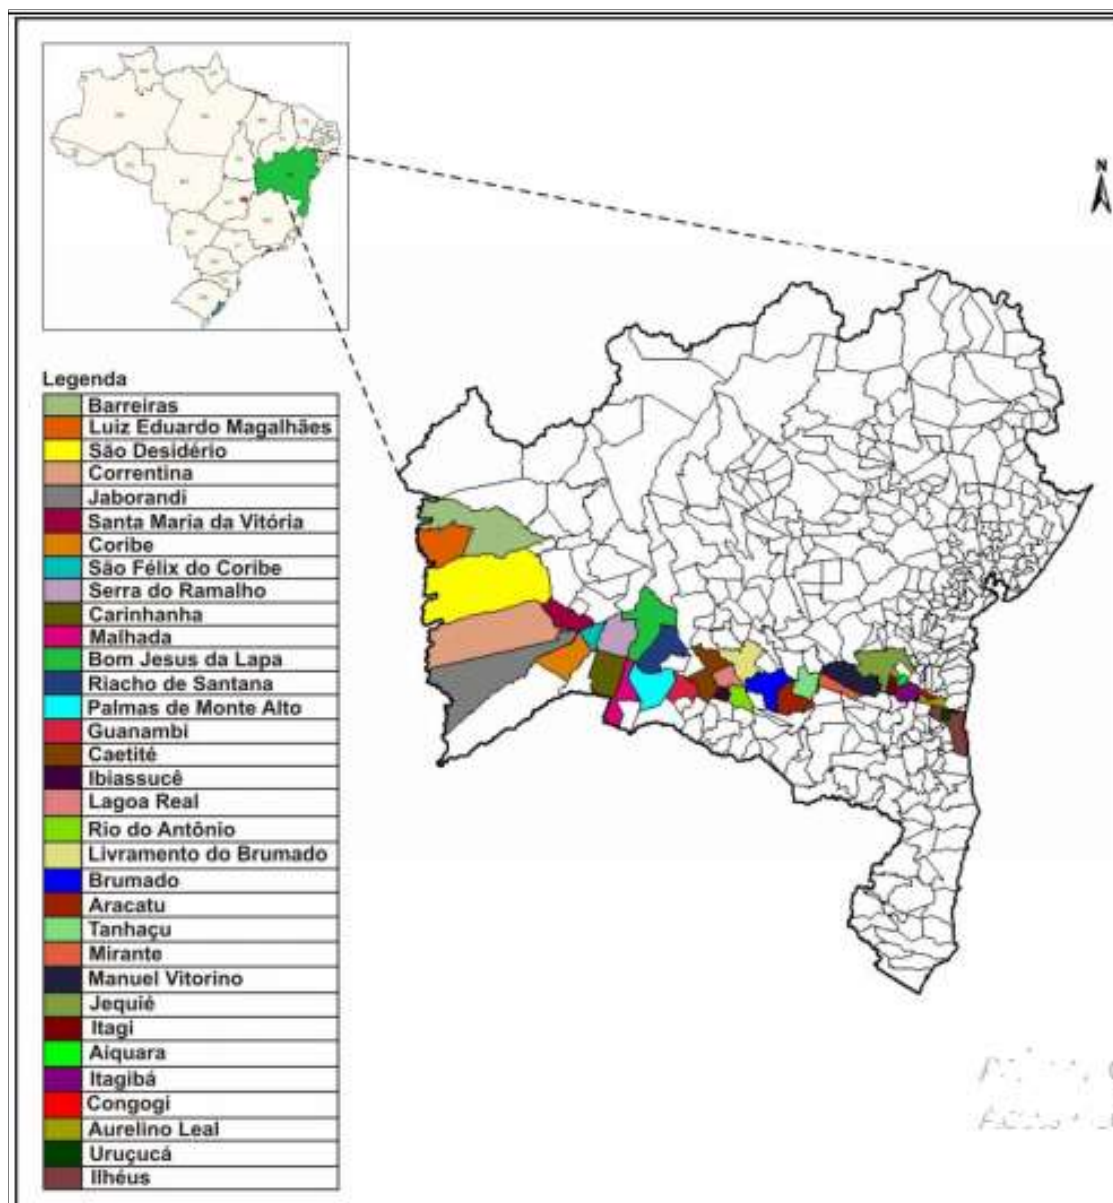 N
Legenda
Barreiras
Luiz Eduardo Magalhães
São Desidério
Correntina
Jaborandi
Santa Maria da Vitória
Coribe
São Félix do Coribe
Serra do Ramalho
Carinhanha
Malhada
Bom Jesus da Lapa
Riacho de Santana
Palmas de Monte Alto
Guanambi
Caetité
Ibiassucê
Lagoa Real
Rio do Antônio
Livramento do Brumado
Brumado
Aracatu
Tanhaçu
Mirante
Manuel Vitorino
Jequié
Itagi
Aiquara
Itagibá
Congogi
Aurelino Leal
Uruçucá
Ilhéus